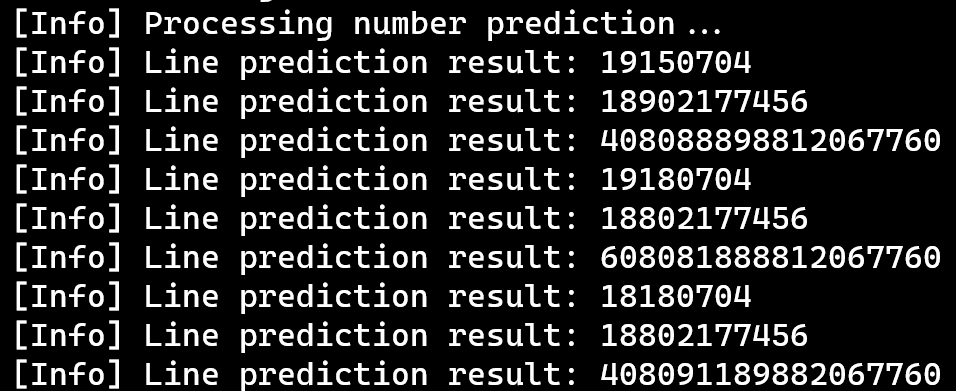 [Info] Processing number prediction...
[Info] Line prediction result: 19150704
[Info] Line prediction result: 18902177456
[Info] Line prediction result: 408088898812067760
[Info] Line prediction result: 19180704
[Info] Line prediction result: 18802177456
[Info] Line prediction result: 608081888812067760
[Info] Line prediction result: 18180704
[Info] Line prediction result: 18802177456
[Info] Line prediction result: 408091189882067760